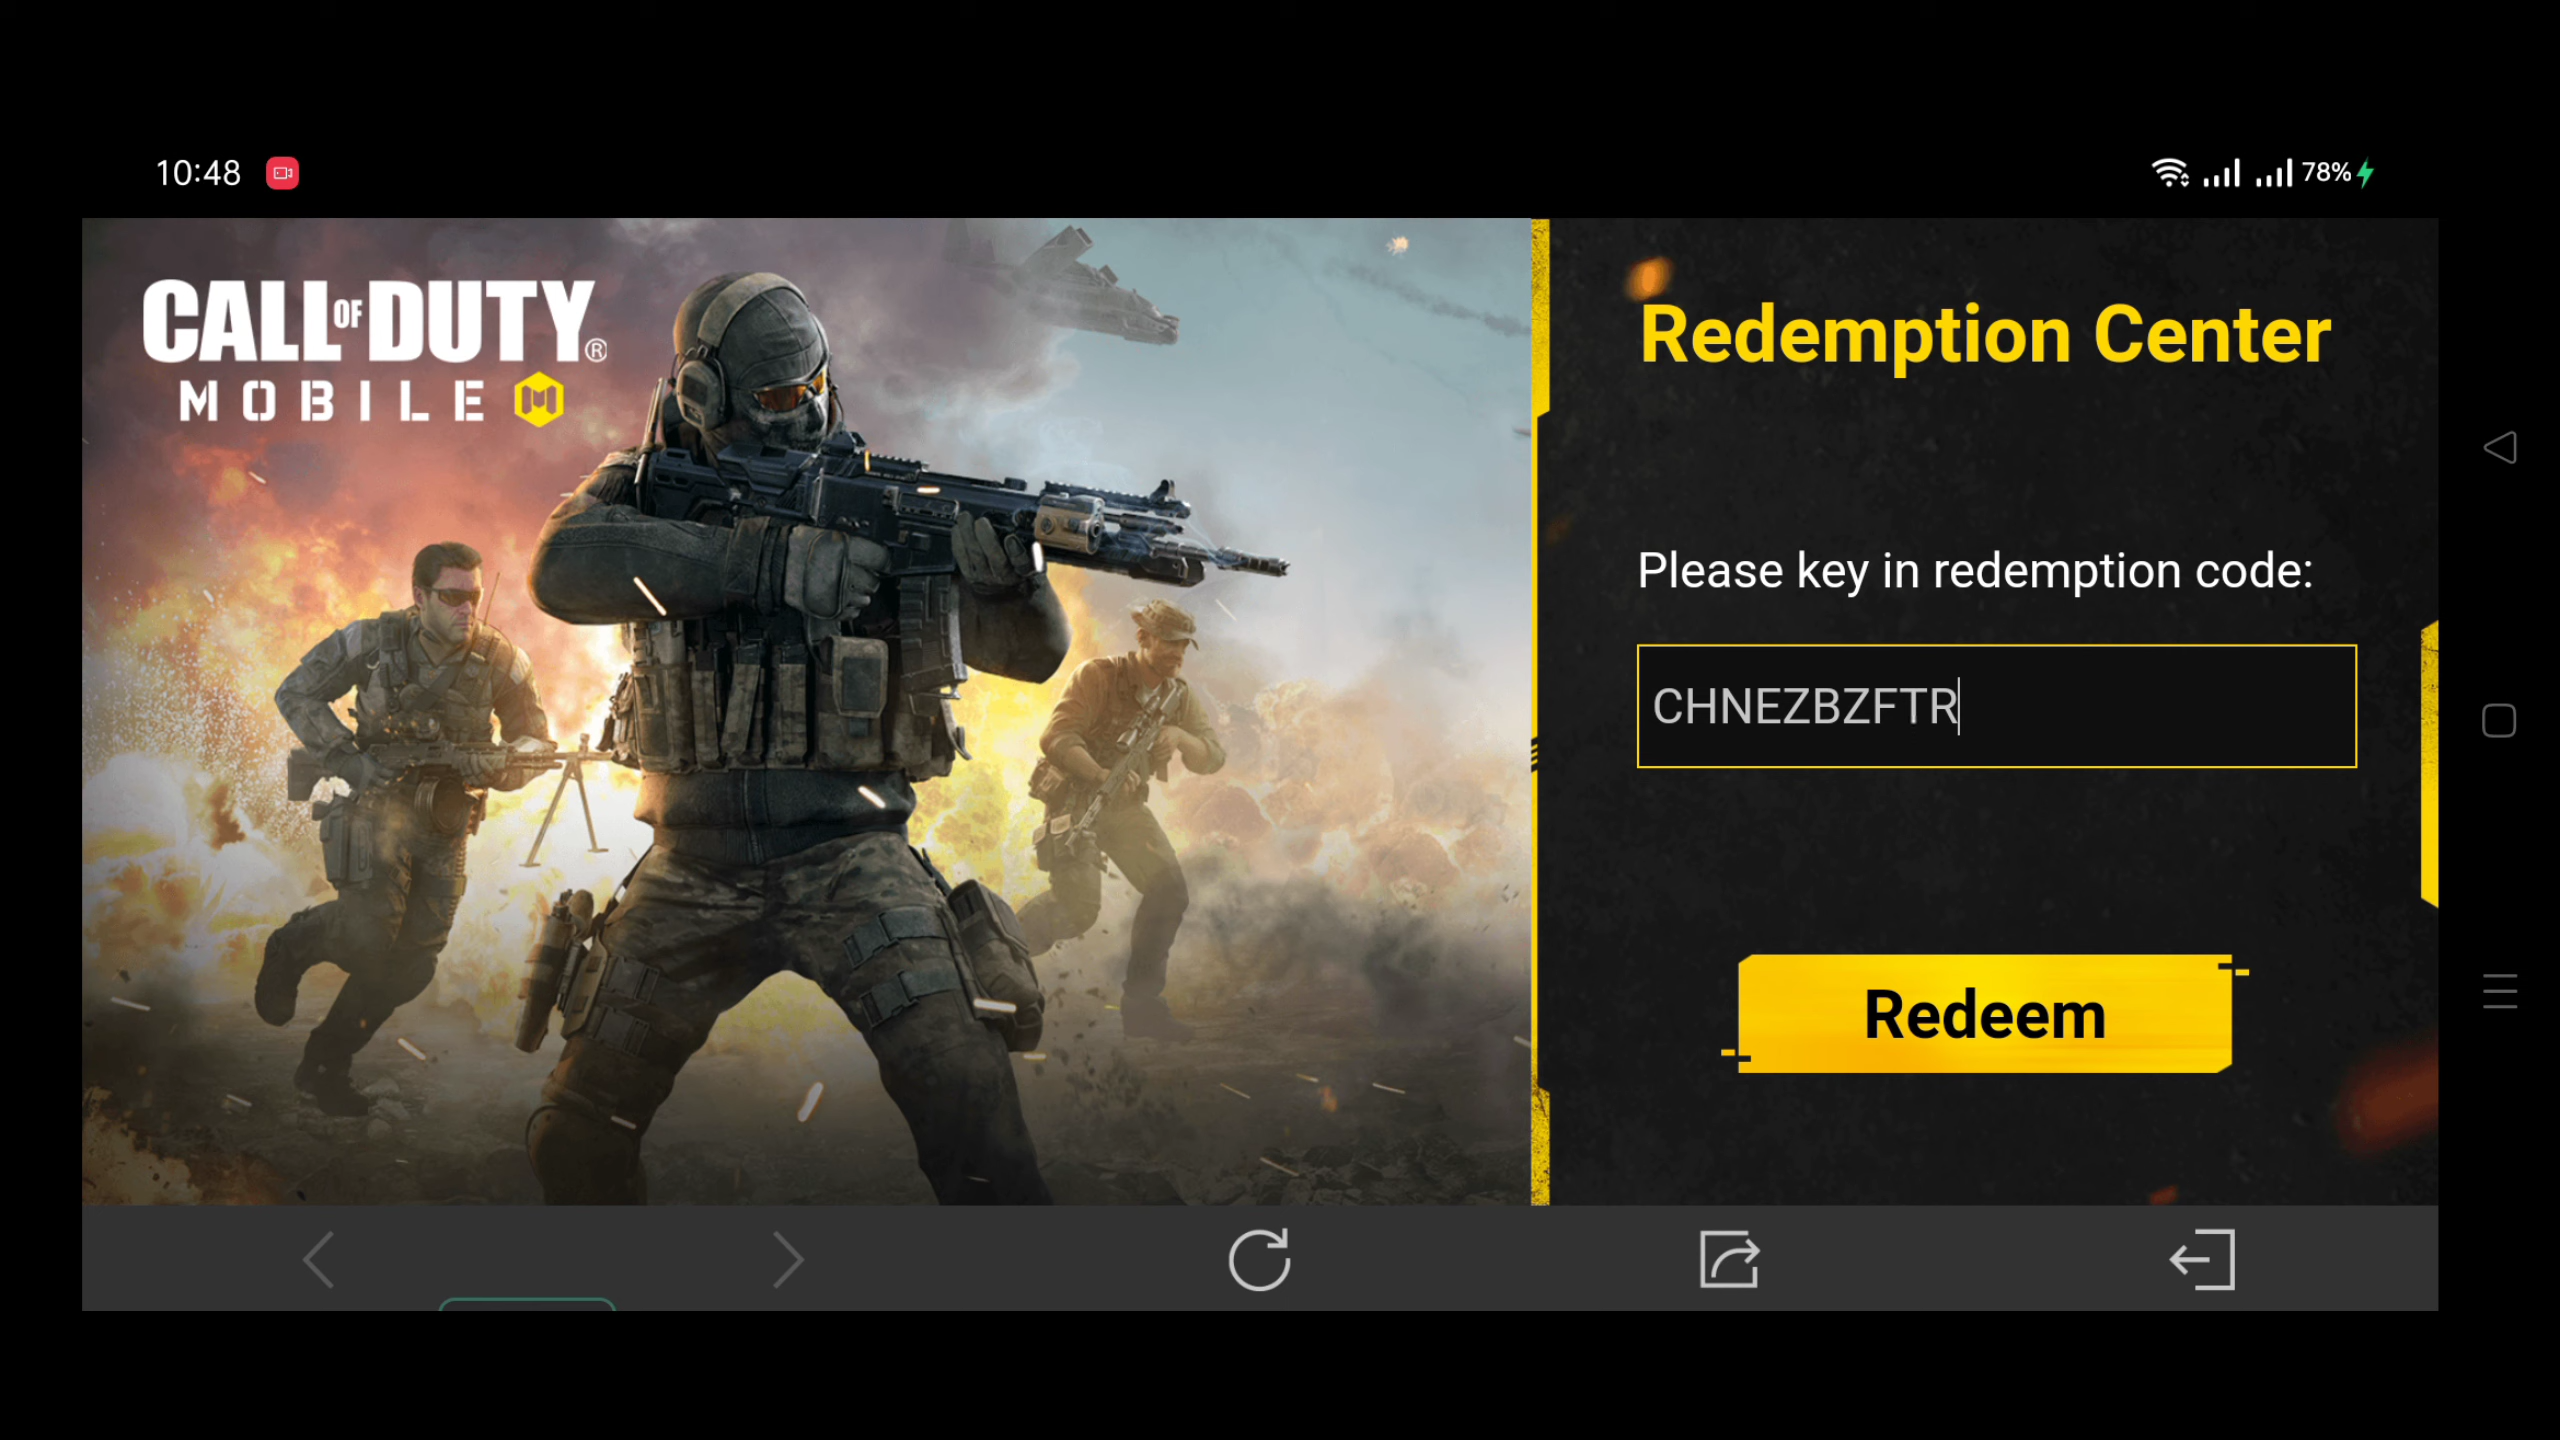 10:48
78%
CALL OF DUTY®
MOBILE
Redemption Center
Please key in redemption code:
CHNEZBZFTR
Redeem